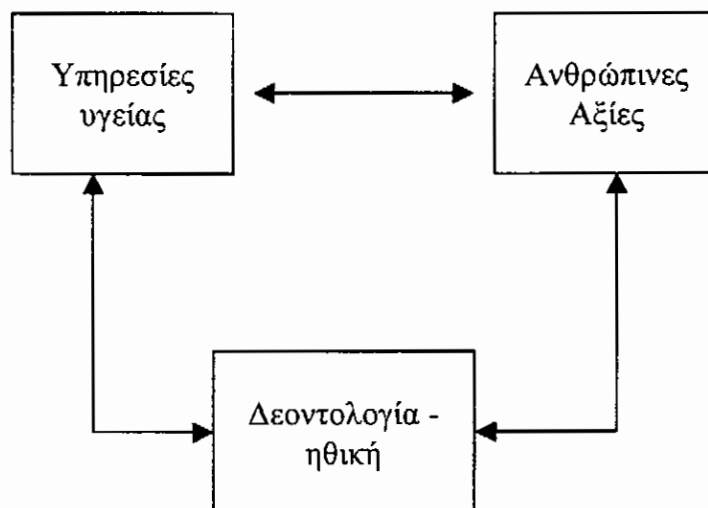 Υπηρεσίες
υγείας
Ανθρώπινες
Αξίες
Δεοντολογία -
ηθική